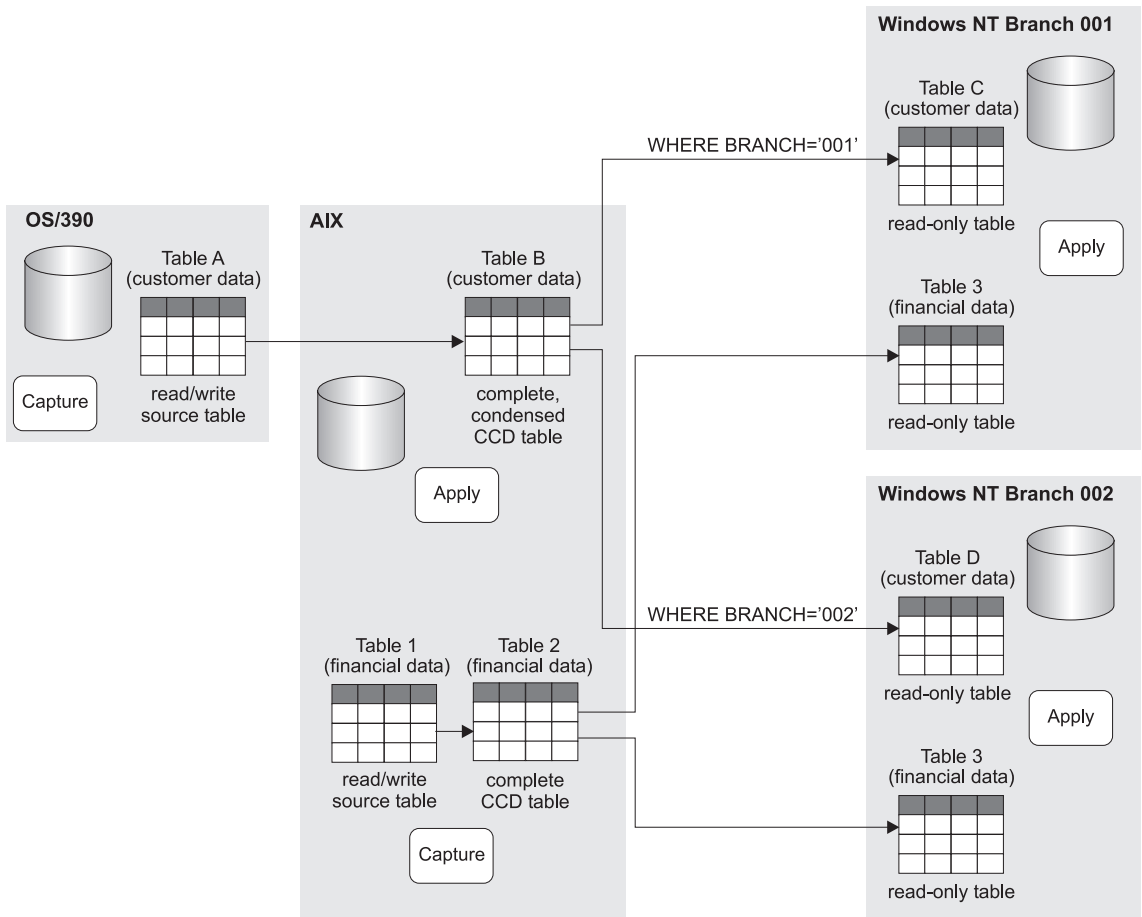 OS/390
Table A
(customer data)
read/write
source table
Capture
AIX
Table B
(customer data)
complete,
condensed
CCD table
Apply
Table 1
(financial data)
read/write
source table
Table 2
(financial data)
complete
CCD table
Capture
WHERE BRANCH=’001’
WHERE BRANCH=’002’
Windows NT Branch 001
Table C
(customer data)
read-only table
Apply
Table 3
(financial data)
read-only table
Windows NT Branch 002
Table D
(customer data)
read-only table
Apply
Table 3
(financial data)
read-only table